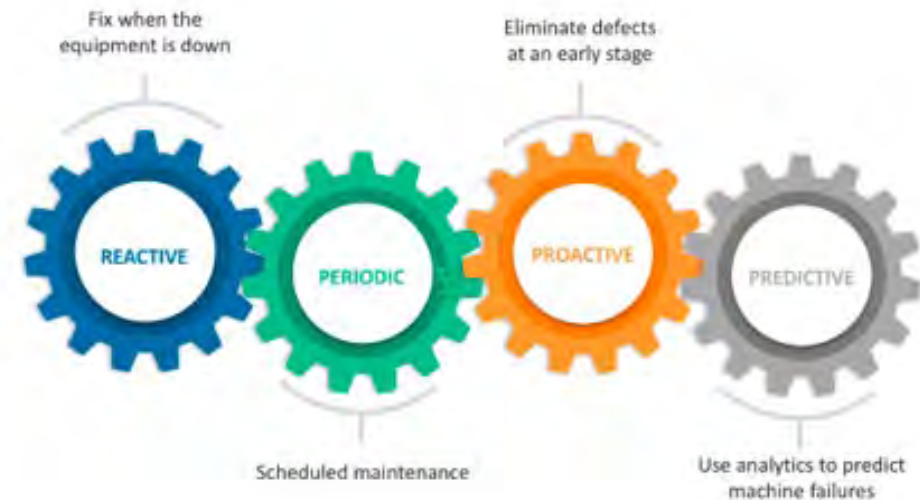 Fix when the
equipment is down
Eliminate defects
at an early stage
REACTIVE
PERIODIC
PROACTIVE
PREDICTIVE
Scheduled maintenance
Use analytics to predict
machine failures